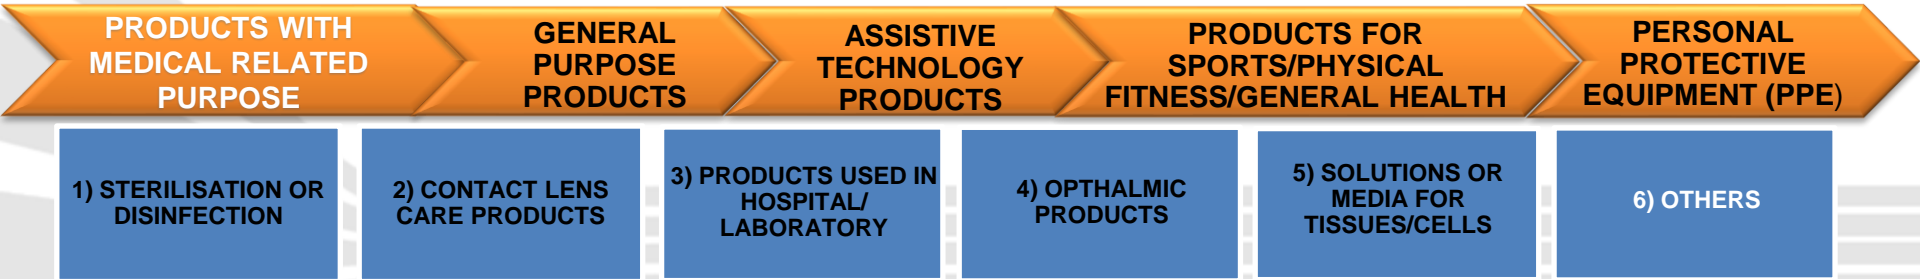 PRODUCTS WITH
MEDICAL RELATED
PURPOSE
GENERAL
PURPOSE
PRODUCTS
ASSISTIVE
TECHNOLOGY
PRODUCTS
PRODUCTS FOR
SPORTS/PHYSICAL
FITNESS/GENERAL HEALTH
PERSONAL
PROTECTIVE
EQUIPMENT (PPE)
1) STERILISATION OR
DISINFECTION
2) CONTACT LENS
CARE PRODUCTS
3) PRODUCTS USED IN
HOSPITAL/
LABORATORY
4) OPTHALMIC
PRODUCTS
5) SOLUTIONS OR
MEDIA FOR
TISSUES/CELLS
6) OTHERS